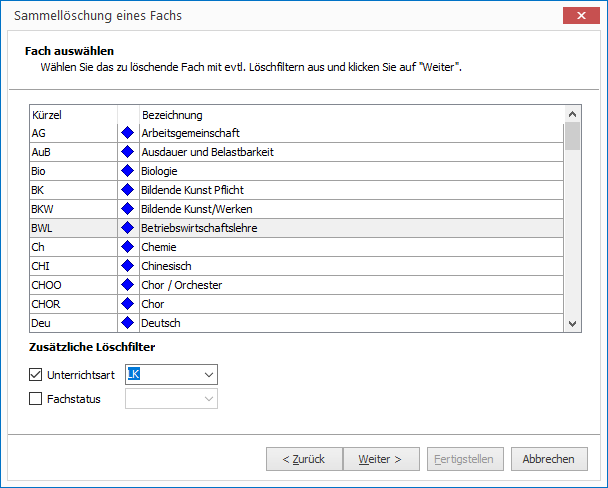 Sammellöschung eines Fachs
Fach auswählen
Wählen Sie das zu löschende Fach mit evtl. Löschfiltern aus und klicken Sie auf "Weiter".
Kürzel Bezeichnung
AG Arbeitsgemeinschaft
AuB Ausdauer und Belastbarkeit
Bio Biologie
BK Bildende Kunst Pflicht
BKW Bildende Kunst/Werken
BWL Betriebswirtschaftslehre
Ch Chemie
CHI Chinesisch
CHOO Chor / Orchester
CHOR Chor
Deu Deutsch
Zusätzliche Löschfilter
Unterrichtsart LK
Fachstatus
< Zurück Weiter > Fertigstellen Abbrechen